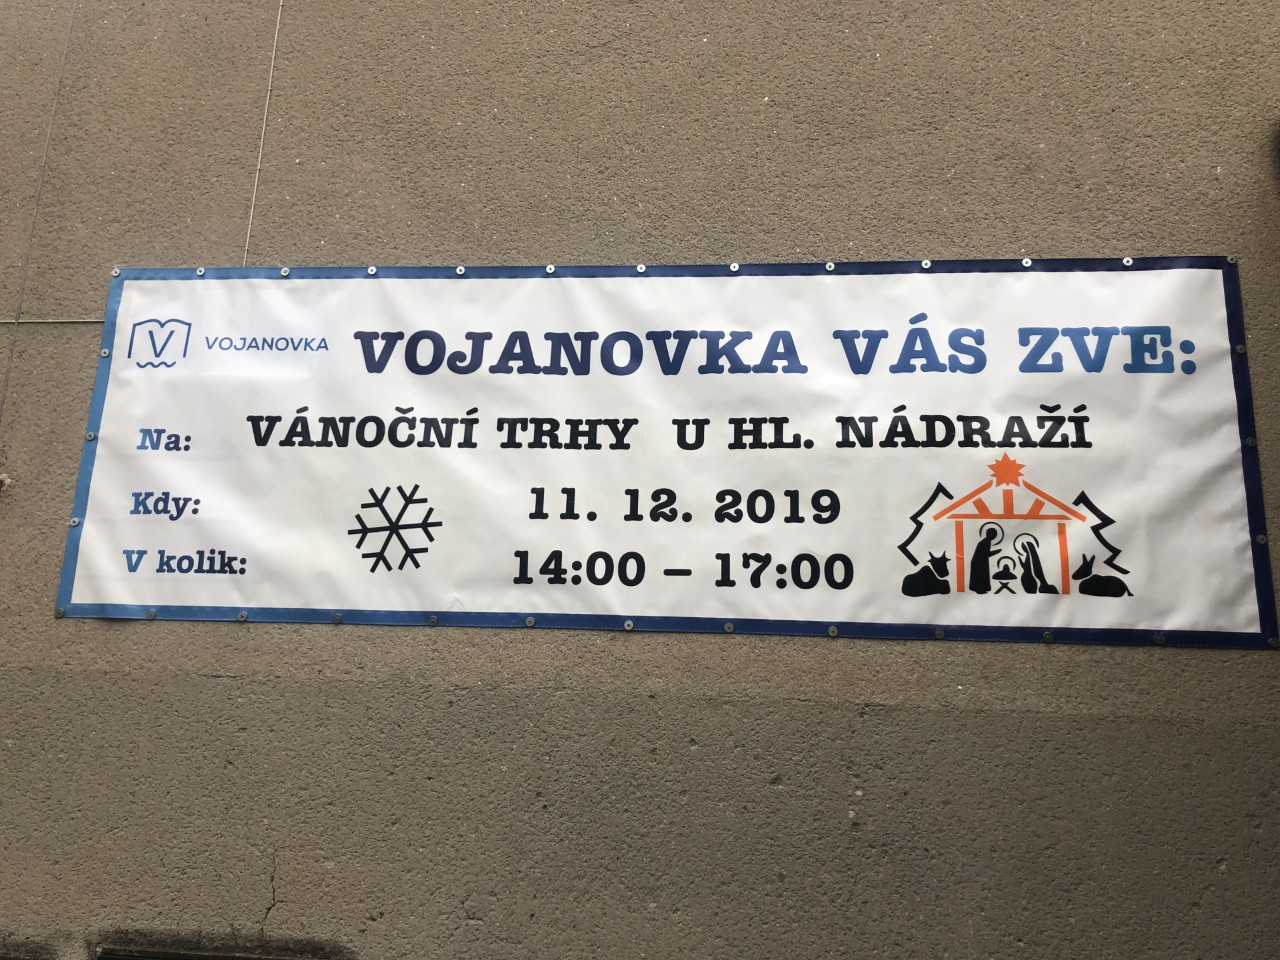 V VOJANOVKA
VOJANOVKA VÁS ZVE:
Na: VÁNOČNÍ TRHY U HL. NÁDRAŽÍ
Kdy: 11. 12. 2019
V kolik: 14:00 – 17:00